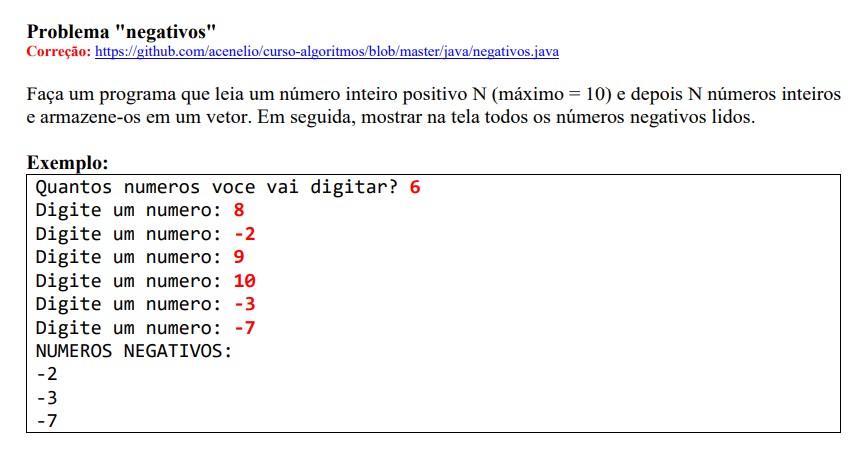 Problema "negativos"
Correção: https://github.com/acenelio/curso-algoritmos/blob/master/java/negativos.java
Faça um programa que leia um número inteiro positivo N (máximo = 10) e depois N números inteiros
e armazene-os em um vetor. Em seguida, mostrar na tela todos os números negativos lidos.
Exemplo:
Quantos numeros voce vai digitar? 6
Digite um numero: 8
Digite um numero: -2
Digite um numero: 9
Digite um numero: 10
Digite um numero: -3
Digite um numero: -7
NUMEROS NEGATIVOS:
-2
-3
-7